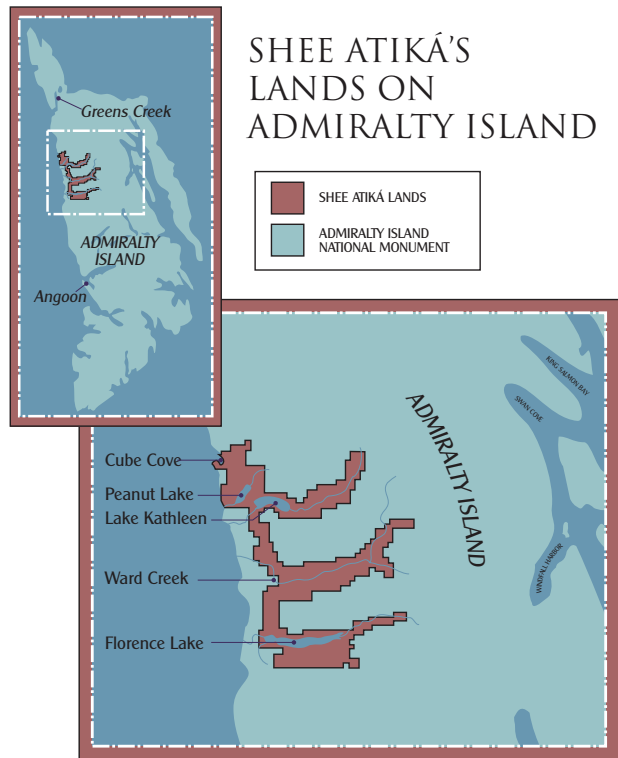 SHEE ATIKÁ'S
LANDS ON
ADMIRALTY ISLAND
SHEE ATIKÁ LANDS
ADMIRALTY ISLAND
NATIONAL MONUMENT
Greens Creek
ADMIRALTY
ISLAND
Angoon
KING SALMON BAY
SWAN COVE
ADMIRALTY ISLAND
WINDFALL HARBOR
Cube Cove
Peanut Lake
Lake Kathleen
Ward Creek
Florence Lake